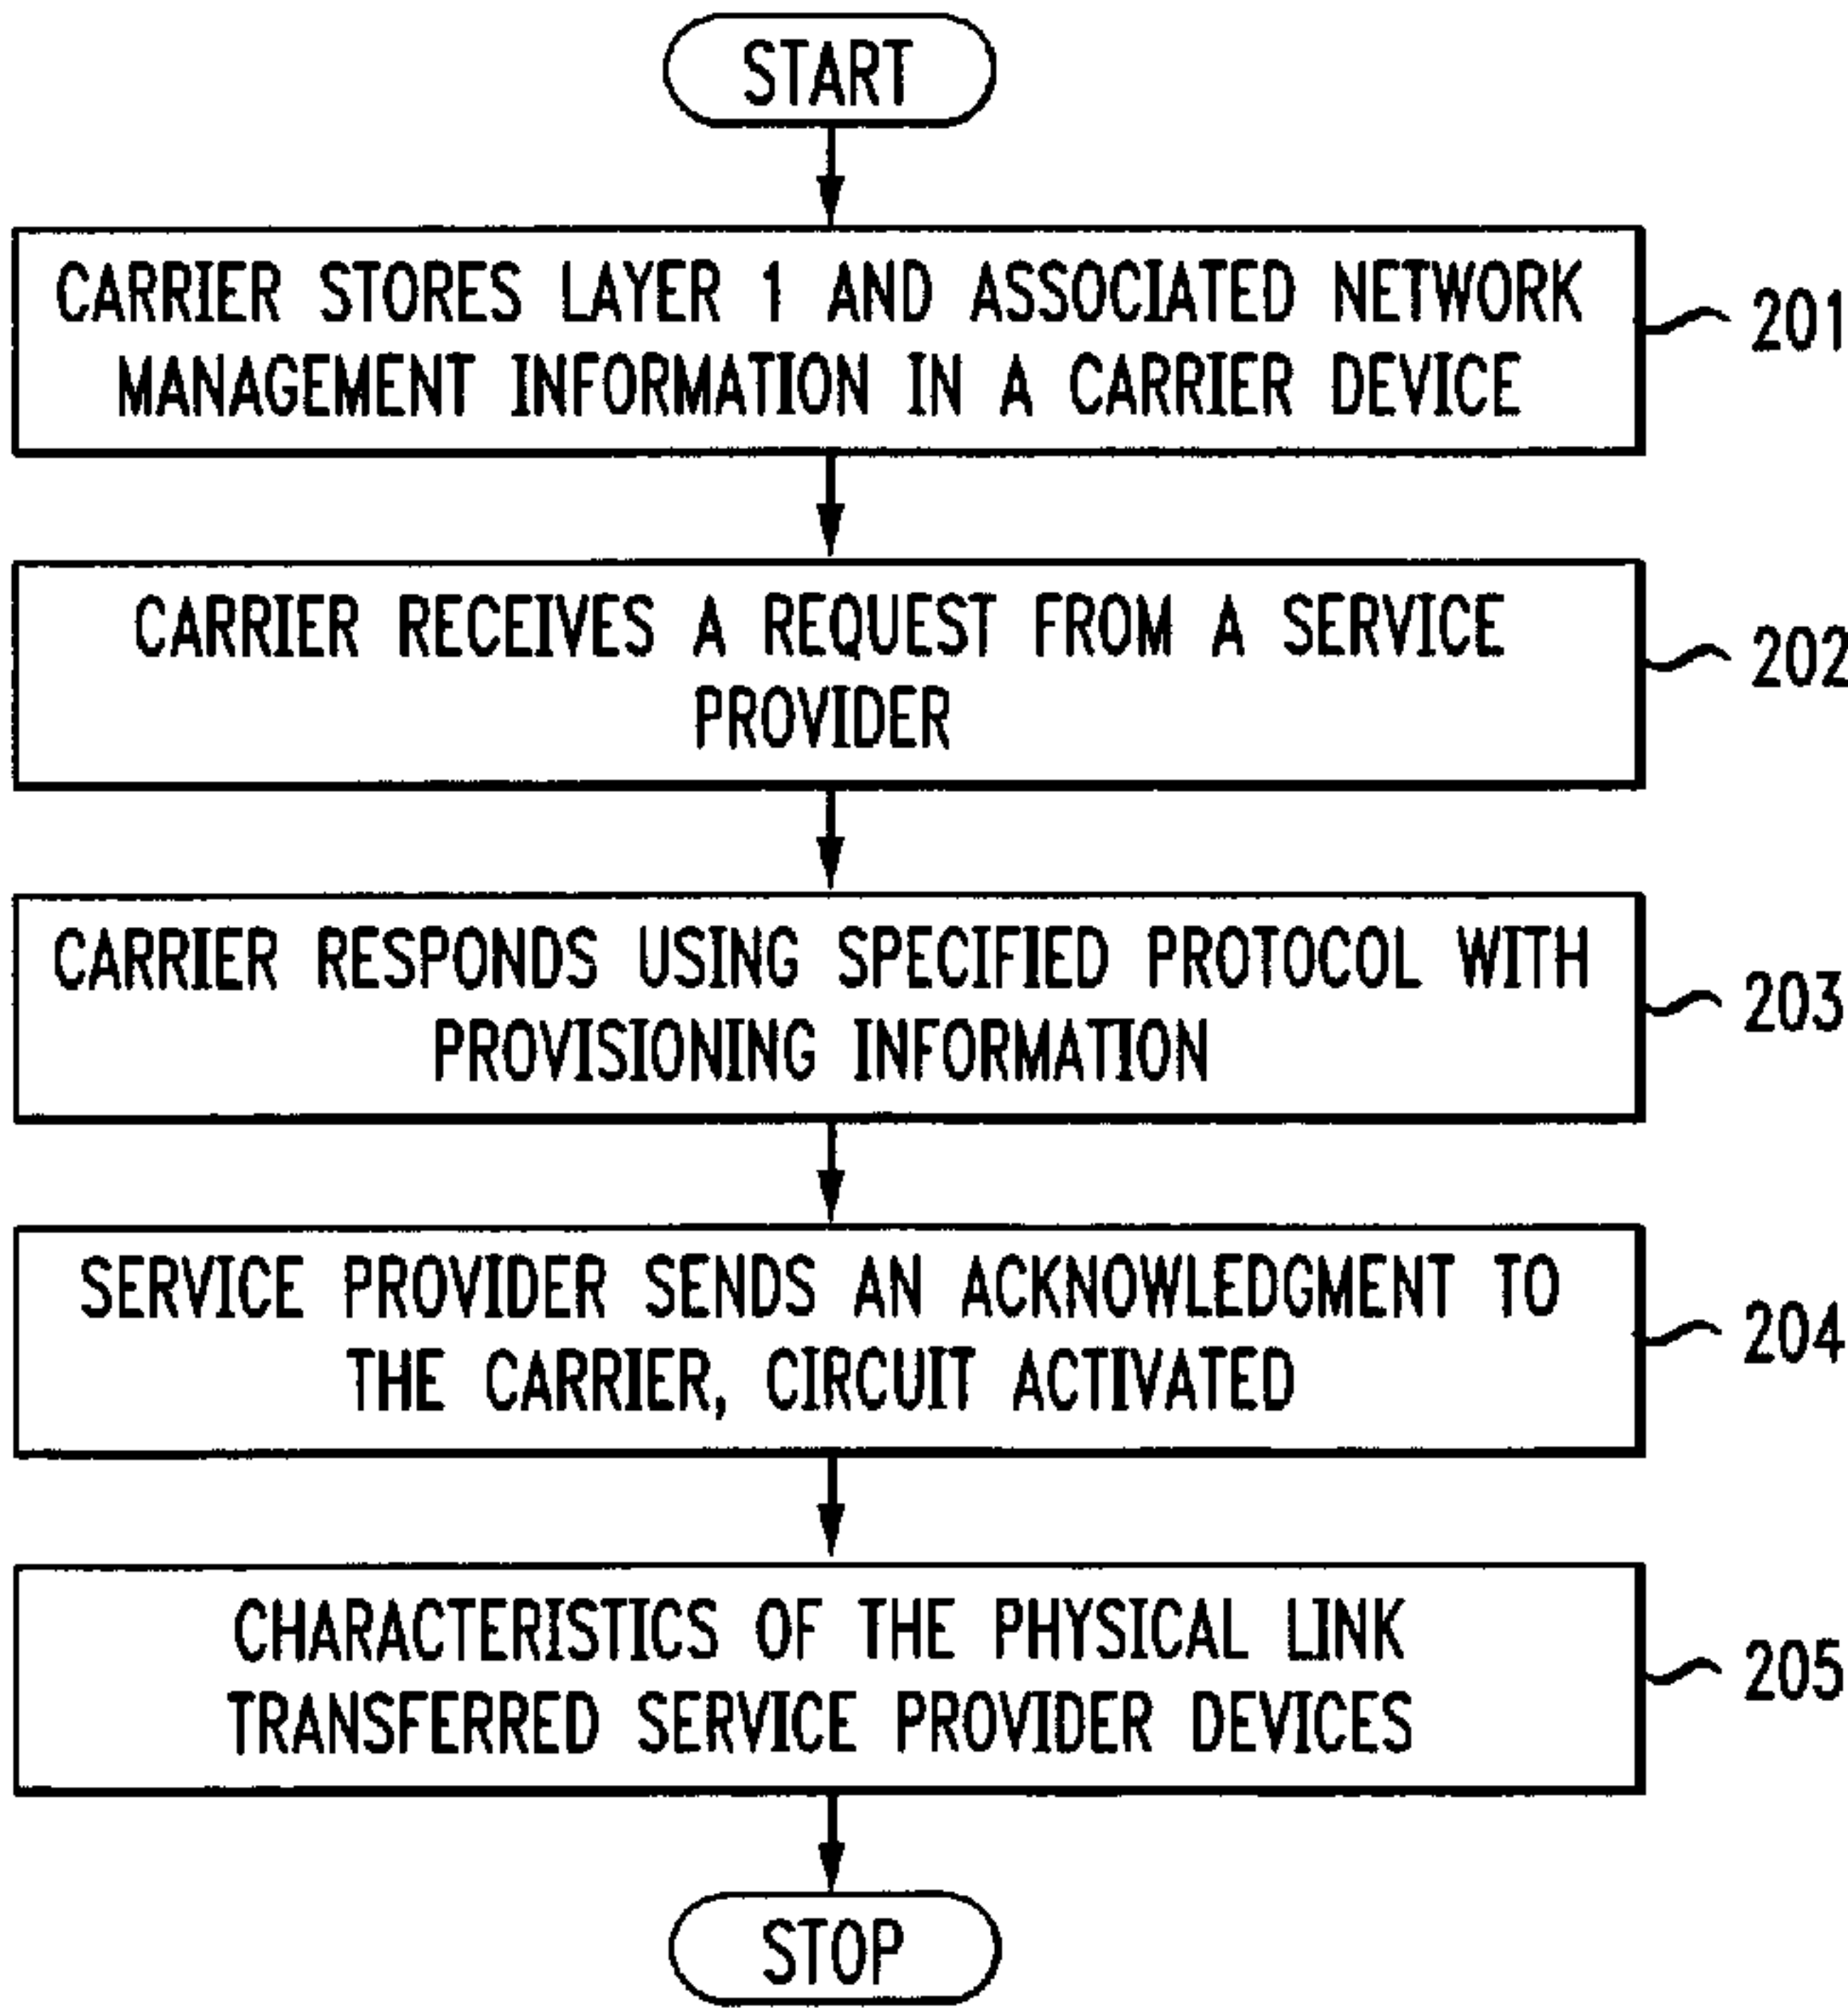 START
CARRIER STORES LAYER 1 AND ASSOCIATED NETWORK
MANAGEMENT INFORMATION IN A CARRIER DEVICE
201
CARRIER RECEIVES A REQUEST FROM A SERVICE
PROVIDER
202
CARRIER RESPONDS USING SPECIFIED PROTOCOL WITH
PROVISIONING INFORMATION
203
SERVICE PROVIDER SENDS AN ACKNOWLEDGMENT TO
THE CARRIER, CIRCUIT ACTIVATED
204
CHARACTERISTICS OF THE PHYSICAL LINK
TRANSFERRED SERVICE PROVIDER DEVICES
205
STOP